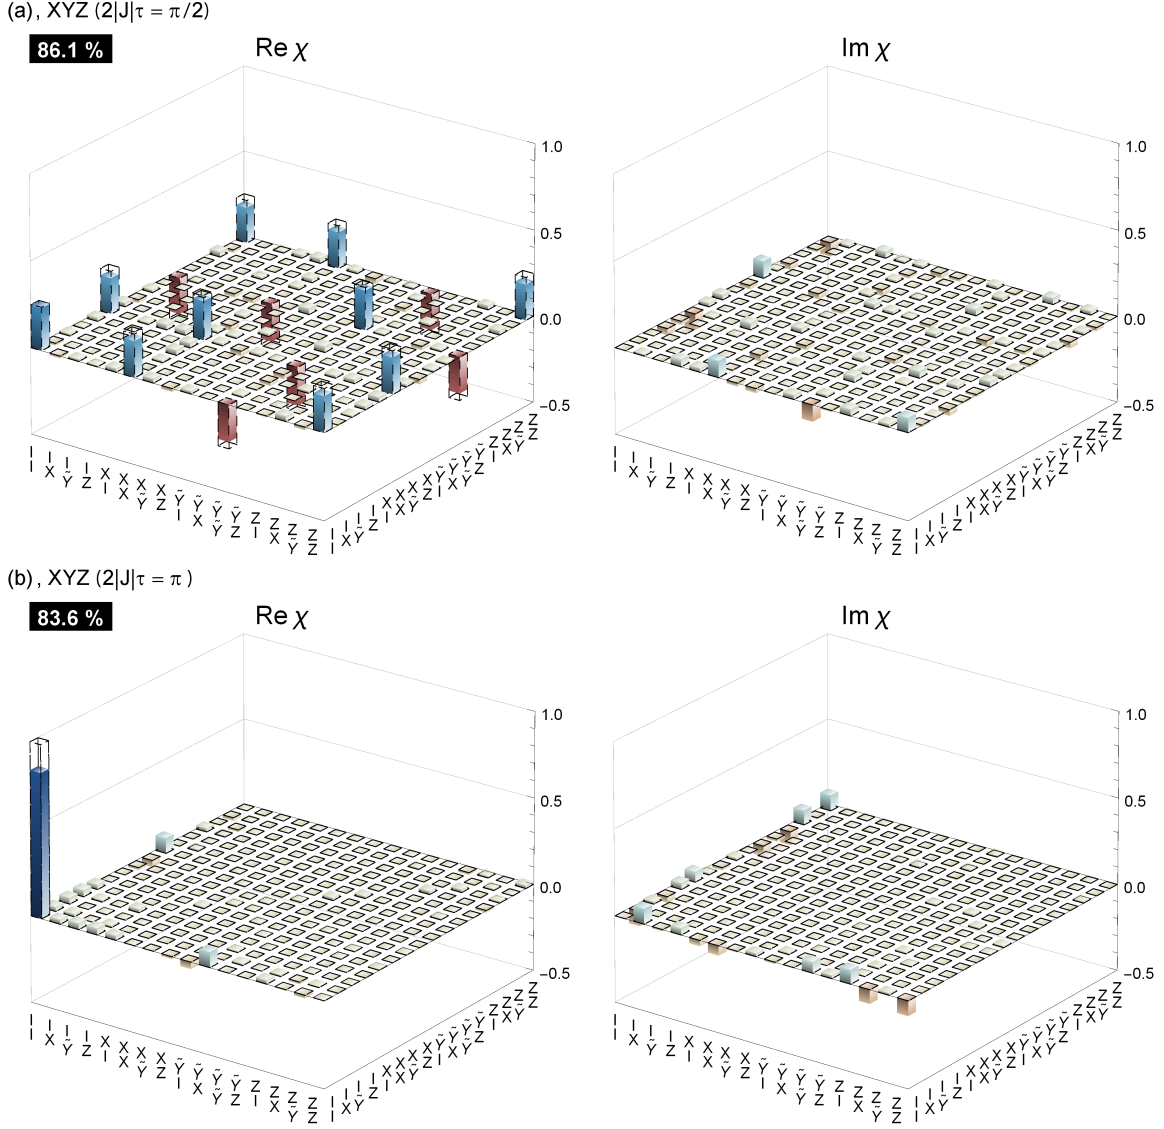 (a) , XYZ (2|J|τ = π/2)
86.1 %
Re χ
Im χ
1.0
0.5
0.0
−0.5
1.0
0.5
0.0
−0.5
I I I I X X X X Ỹ Ỹ Ỹ Ỹ Z Z Z Z
I X Ỹ Z I X Ỹ Z I X Ỹ Z I X Ỹ Z
I I I I X X X X Ỹ Ỹ Ỹ Ỹ Z Z Z Z
I X Ỹ Z I X Ỹ Z I X Ỹ Z I X Ỹ Z
I I I I X X X X Ỹ Ỹ Ỹ Ỹ Z Z Z Z
I X Ỹ Z I X Ỹ Z I X Ỹ Z I X Ỹ Z
I I I I X X X X Ỹ Ỹ Ỹ Ỹ Z Z Z Z
I X Ỹ Z I X Ỹ Z I X Ỹ Z I X Ỹ Z
(b) , XYZ (2|J|τ = π )
83.6 %
Re χ
Im χ
1.0
0.5
0.0
−0.5
1.0
0.5
0.0
−0.5
I I I I X X X X Ỹ Ỹ Ỹ Ỹ Z Z Z Z
I X Ỹ Z I X Ỹ Z I X Ỹ Z I X Ỹ Z
I I I I X X X X Ỹ Ỹ Ỹ Ỹ Z Z Z Z
I X Ỹ Z I X Ỹ Z I X Ỹ Z I X Ỹ Z
I I I I X X X X Ỹ Ỹ Ỹ Ỹ Z Z Z Z
I X Ỹ Z I X Ỹ Z I X Ỹ Z I X Ỹ Z
I I I I X X X X Ỹ Ỹ Ỹ Ỹ Z Z Z Z
I X Ỹ Z I X Ỹ Z I X Ỹ Z I X Ỹ Z